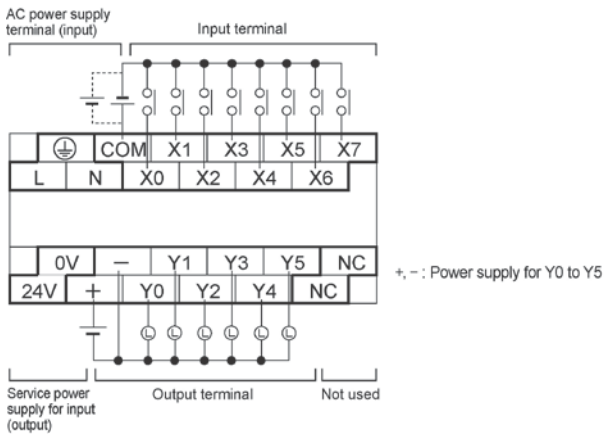 AC power supply
terminal (input)
Input terminal
COM X1 X3 X5 X7
L N X0 X2 X4 X6
0V − Y1 Y3 Y5 NC
24V + Y0 Y2 Y4 NC
+, − : Power supply for Y0 to Y5
L L L L L L
Service power
supply for input
(output)
Output terminal
Not used